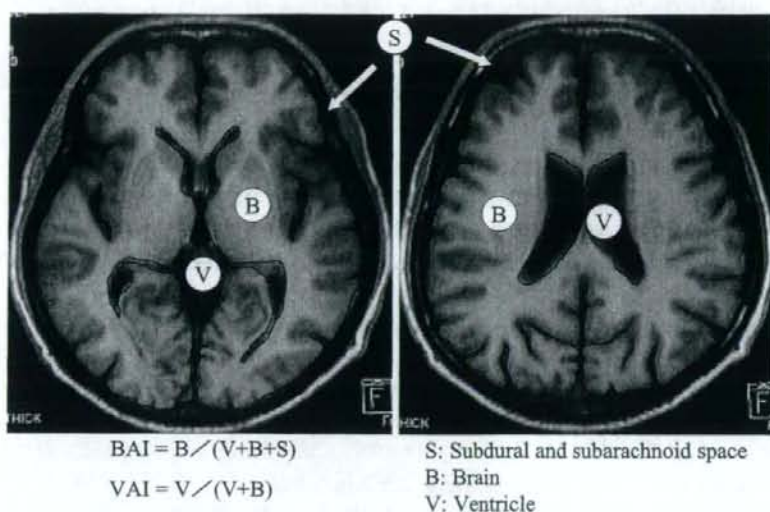 S
B
V
B
V
F
THICK
F
THICK
BAI = B／(V+B+S)
VAI = V／(V+B)
S: Subdural and subarachnoid space
B: Brain
V: Ventricle